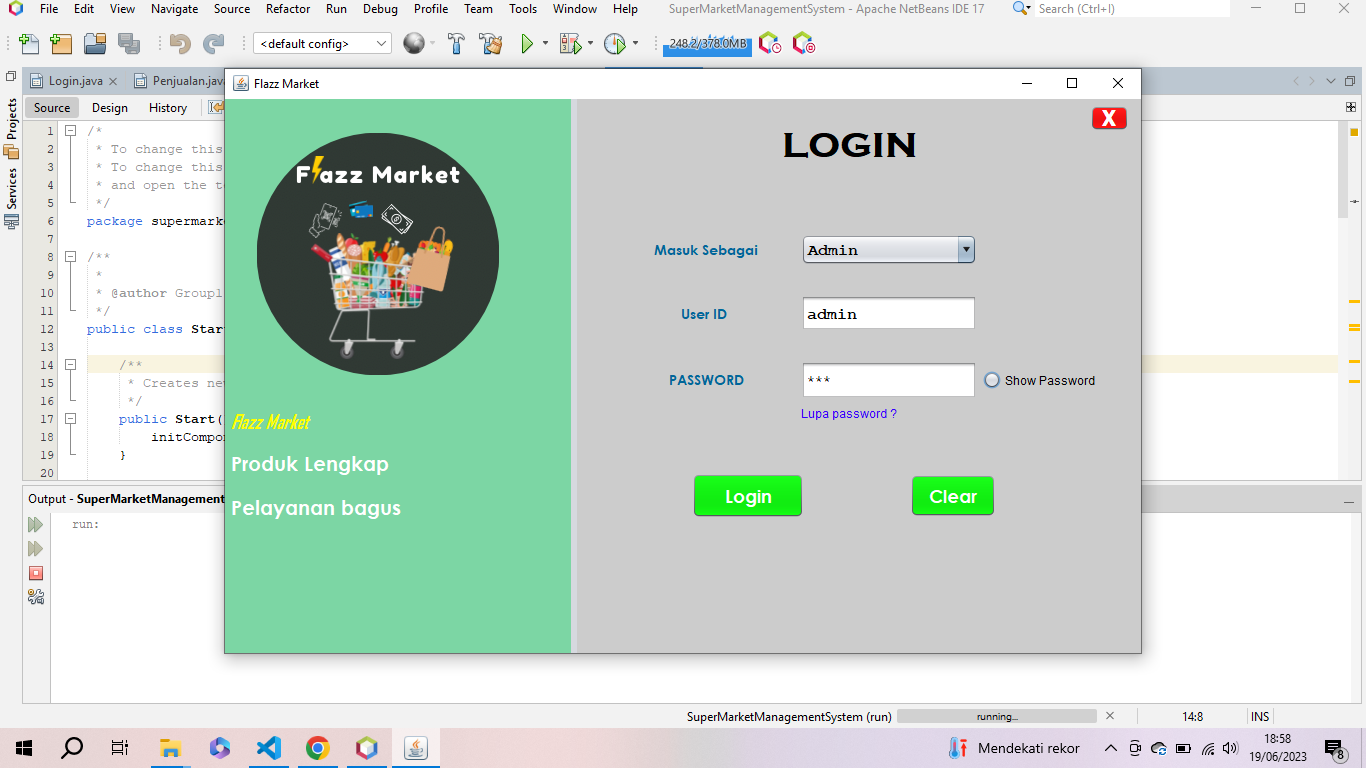 File Edit View Navigate Source Refactor Run Debug Profile Team Tools Window Help SuperMarketManagementSystem - Apache NetBeans IDE 17 Search (Ctrl+I)
<default config> 248.2/378.0MB
Login.java Penjualan.jav
Flazz Market
Source Design History
Projects
Services
1 /*
2 * To change this
3 * To change this
4 * and open the t
5 */
6 package supermark
7
8 /**
9 *
10 * @author Group1
11 */
12 public class Star
13
14 /**
15 * Creates ne
16 */
17 public Start(
18 initCompo
19 }
20
Flazz Market
Flazz Market
Produk Lengkap
Pelayanan bagus
X
LOGIN
Masuk Sebagai Admin
User ID admin
PASSWORD *** Show Password
Lupa password ?
Login Clear
Output - SuperMarketManagement
run:
SuperMarketManagementSystem (run) running... 14:8 INS
Mendekati rekor 18:58
19/06/2023 8